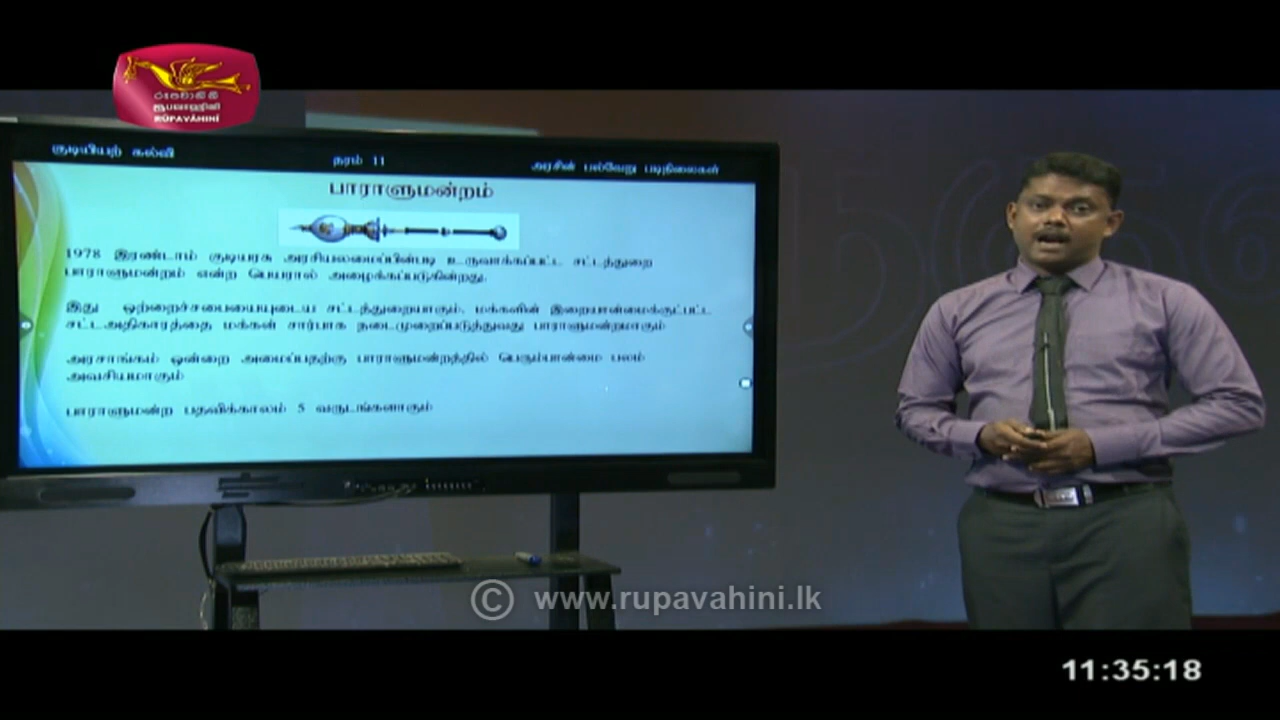 රූපවාහිනී
ரூபவாஹினி
RŪPAVĀHINĪ
குடியியற் கல்வி
தரம் 11
அரசின் பல்வேறு படிநிலைகள்
பாராளுமன்றம்
1978 இரண்டாம் குடியரசு அரசியலமைப்பின்படி உருவாக்கப்பட்ட சட்டத்துறை
பாராளுமன்றம் என்ற பெயரால் அழைக்கப்படுகின்றது.
இது ஒற்றைச்சபையையுடைய சட்டத்துறையாகும். மக்களின் இறையாண்மைக்குட்பட்ட
சட்டஅதிகாரத்தை மக்கள் சார்பாக நடைமுறைப்படுத்துவது பாராளுமன்றமாகும்
அரசாங்கம் ஒன்றை அமைப்பதற்கு பாராளுமன்றத்தில் பெரும்பான்மை பலம்
அவசியமாகும்
பாராளுமன்ற பதவிக்காலம் 5 வருடங்களாகும்
© www.rupavahini.lk
11:35:18